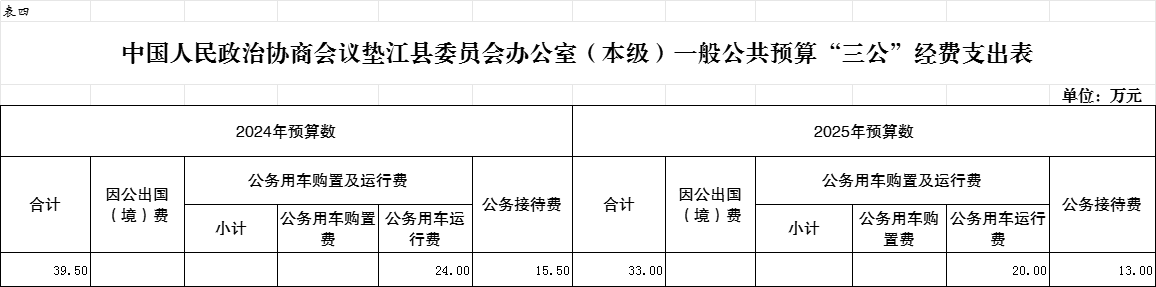 表四
中国人民政治协商会议垫江县委员会办公室（本级）一般公共预算“三公”经费支出表
单位：万元
2024年预算数 2025年预算数
合计 因公出国（境）费 公务用车购置及运行费 公务接待费 合计 因公出国（境）费 公务用车购置及运行费 公务接待费
小计 公务用车购置费 公务用车运行费 小计 公务用车购置费 公务用车运行费
39.50 24.00 15.50 33.00 20.00 13.00